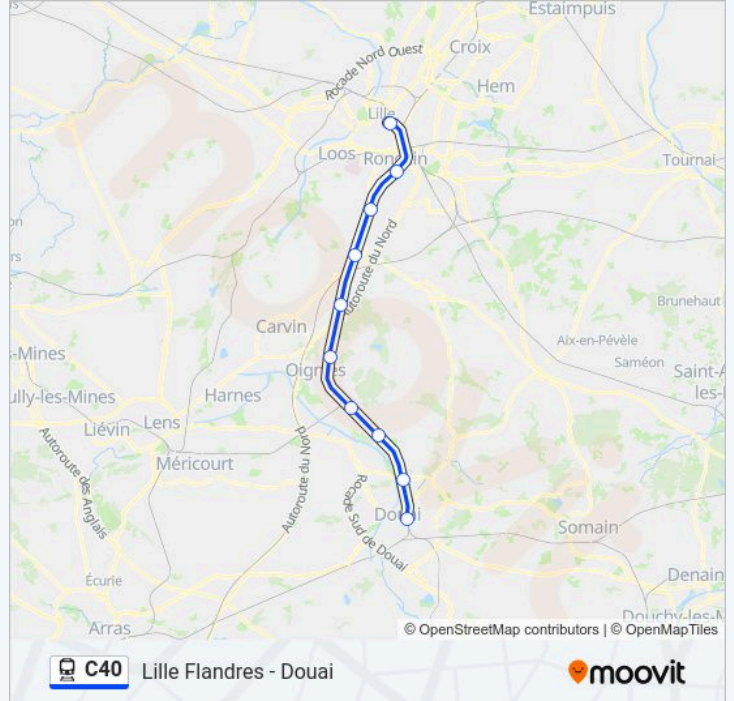 Estaimpuis
Rocade Nord Ouest
Croix
Hem
Lille
Loos
Ronchin
Tournai
Autoroute du Nord
Brunehaut
Carvin
Aix-en-Pévèle
-Mines
Saméon
Oignies
Saint-A
les-
ully-les-Mines
Harnes
Lens
Liévin
Autoroute des Anglais
Méricourt
Autoroute du Nord
Rocade Sud de Douai
Douai
Somain
Denain
Écurie
Douchy-les-M
Arras
© OpenStreetMap contributors | © OpenMapTiles
C40 Lille Flandres - Douai
moovit